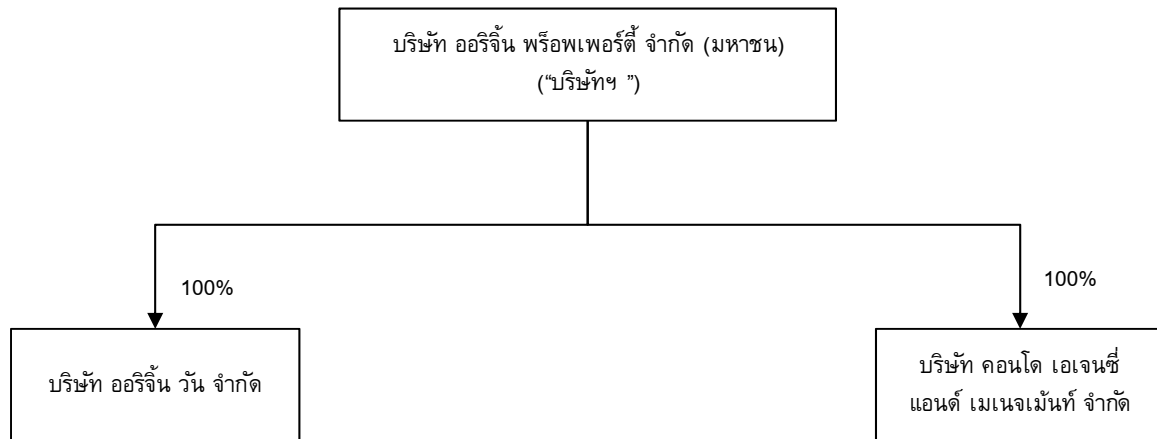 บริษัท ออริจิ้น พร็อพเพอร์ตี้ จำกัด (มหาชน)
(“บริษัทฯ ”)
100%
100%
บริษัท ออริจิ้น วัน จำกัด
บริษัท คอนโด เอเจนซี่
แอนด์ เมเนจเม้นท์ จำกัด